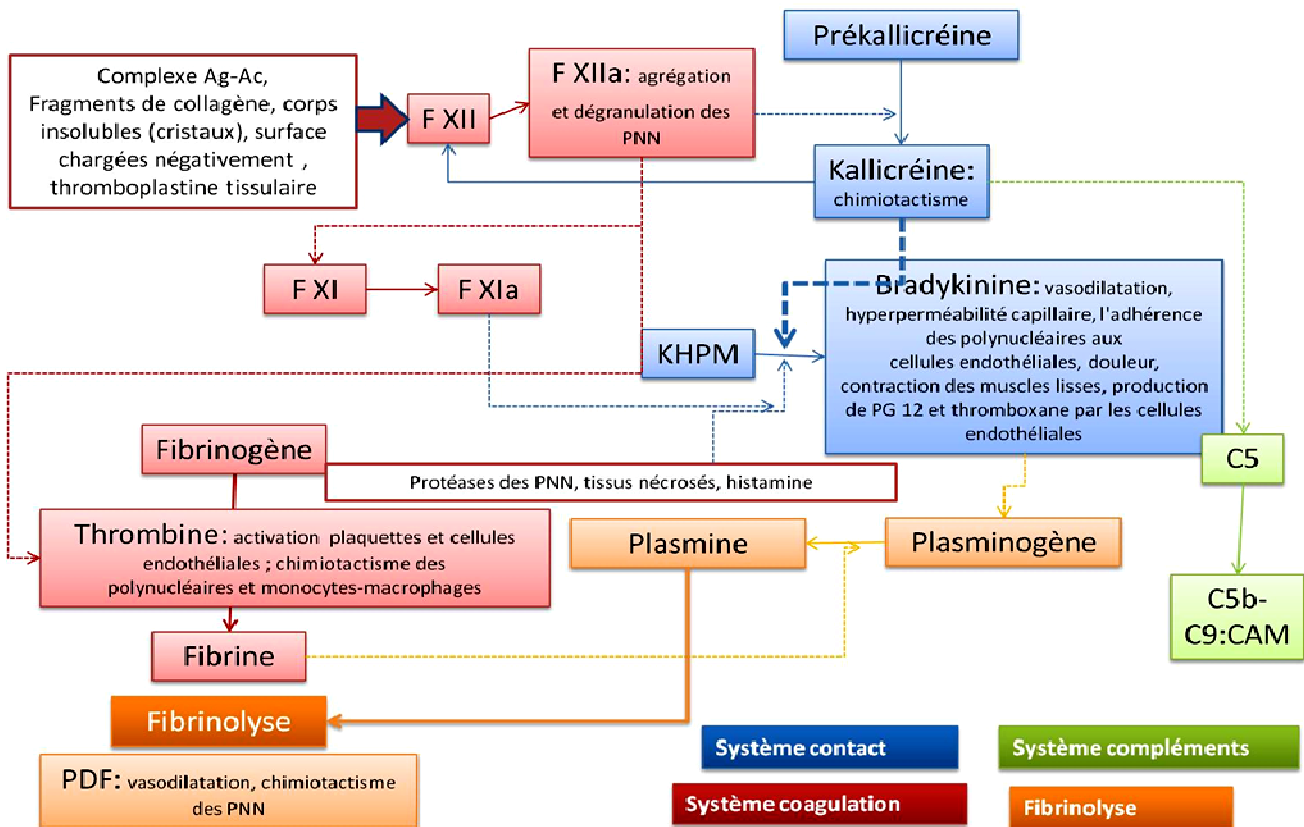 Prékallicréine
Complexe Ag-Ac,
Fragments de collagène, corps
insolubles (cristaux), surface
chargées négativement ,
thromboplastine tissulaire
F XII
F XIIa: agrégation
et dégranulation des
PNN
Kallicréine:
chimiotactisme
F XI
F XIa
KHPM
Bradykinine: vasodilatation,
hyperperméabilité capillaire, l'adhérence
des polynucléaires aux
cellules endothéliales, douleur,
contraction des muscles lisses, production
de PG 12 et thromboxane par les cellules
endothéliales
Fibrinogène
C5
Protéases des PNN, tissus nécrosés, histamine
Thrombine: activation plaquettes et cellules
endothéliales ; chimiotactisme des
polynucléaires et monocytes-macrophages
Plasmine
Plasminogène
C5b-
C9:CAM
Fibrine
Fibrinolyse
PDF: vasodilatation, chimiotactisme
des PNN
Système contact
Système compléments
Système coagulation
Fibrinolyse